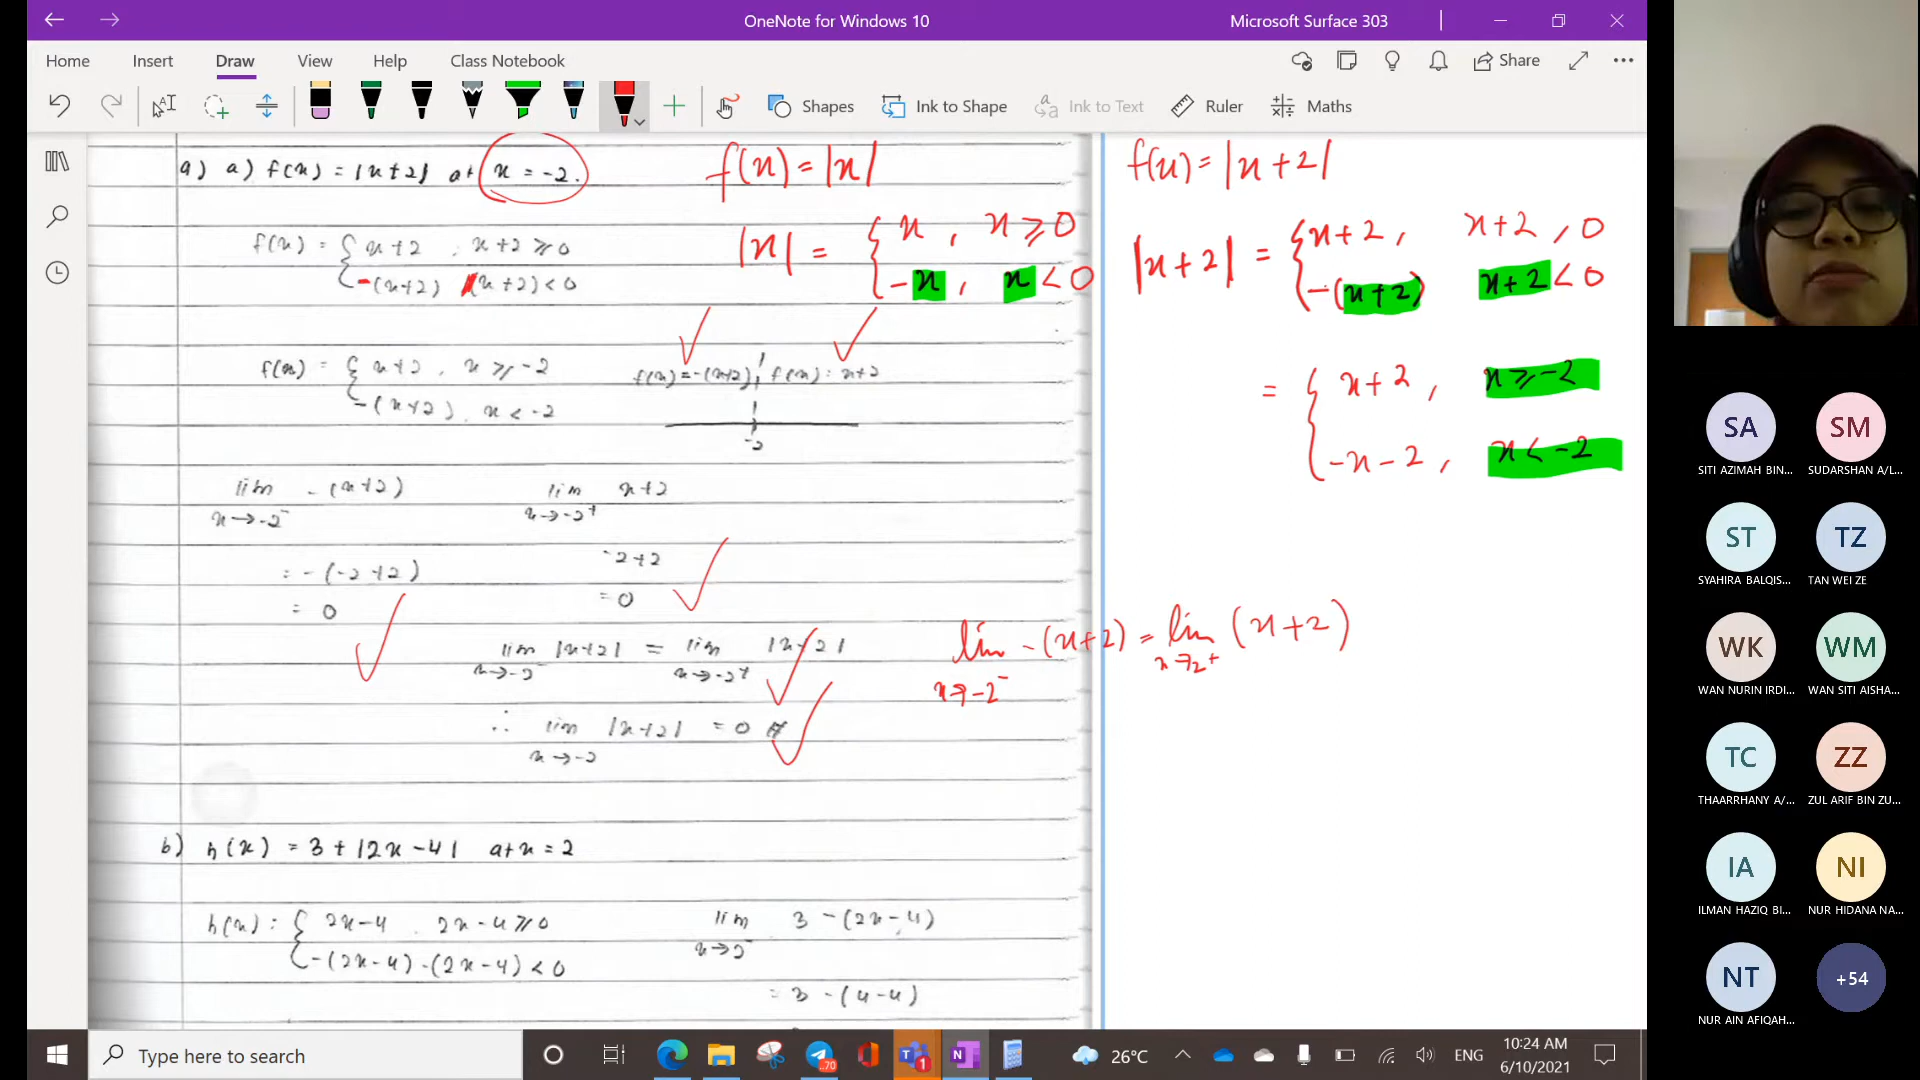 OneNote for Windows 10
Microsoft Surface 303
Home Insert Draw View Help Class Notebook
Share
Shapes Ink to Shape Ink to Text Ruler Maths
a) a) f(x) = |x+2| at x = -2.
f(x) = { x+2 , x+2 ≥ 0
-(x+2) (x+2) < 0
f(x) = { x+2 , x ≥ -2
-(x+2), x < -2
f(x) = -(x+2) f(x) = x+2
-2
lim x→-2⁻ -(x+2)
= -(-2+2)
= 0
lim x→-2⁺ x+2
-2+2
= 0
lim x→-2⁻ |x+2| = lim x→-2⁺ |x+2|
∴ lim x→-2 |x+2| = 0
b) h(x) = 3 + |2x-4| at x = 2
h(x) : { 2x-4 . 2x-4 ≥ 0
-(2x-4) -(2x-4) < 0
lim x→2⁻ 3 -(2x-4)
= 3 -(4-4)
f(x) = |x|
|x| = { x , x ≥ 0
-x , x < 0
f(x) = |x+2|
|x+2| = { x+2, x+2 , 0
-(x+2) x+2 < 0
= { x+2 , x ≥ -2
-x-2 , x < -2
lim x→-2⁻ -(x+2) = lim x→2⁺ (x+2)
SA
SITI AZIMAH BIN...
SM
SUDARSHAN A/L...
ST
SYAHIRA BALQIS...
TZ
TAN WEI ZE
WK
WAN NURIN IRDI...
WM
WAN SITI AISHA...
TC
THAARRHANY A/...
ZZ
ZUL ARIF BIN ZU...
IA
ILMAN HAZIQ BI...
NI
NUR HIDANA NA...
NT
NUR AIN AFIQAH...
+54
Type here to search
26°C
ENG
10:24 AM
6/10/2021